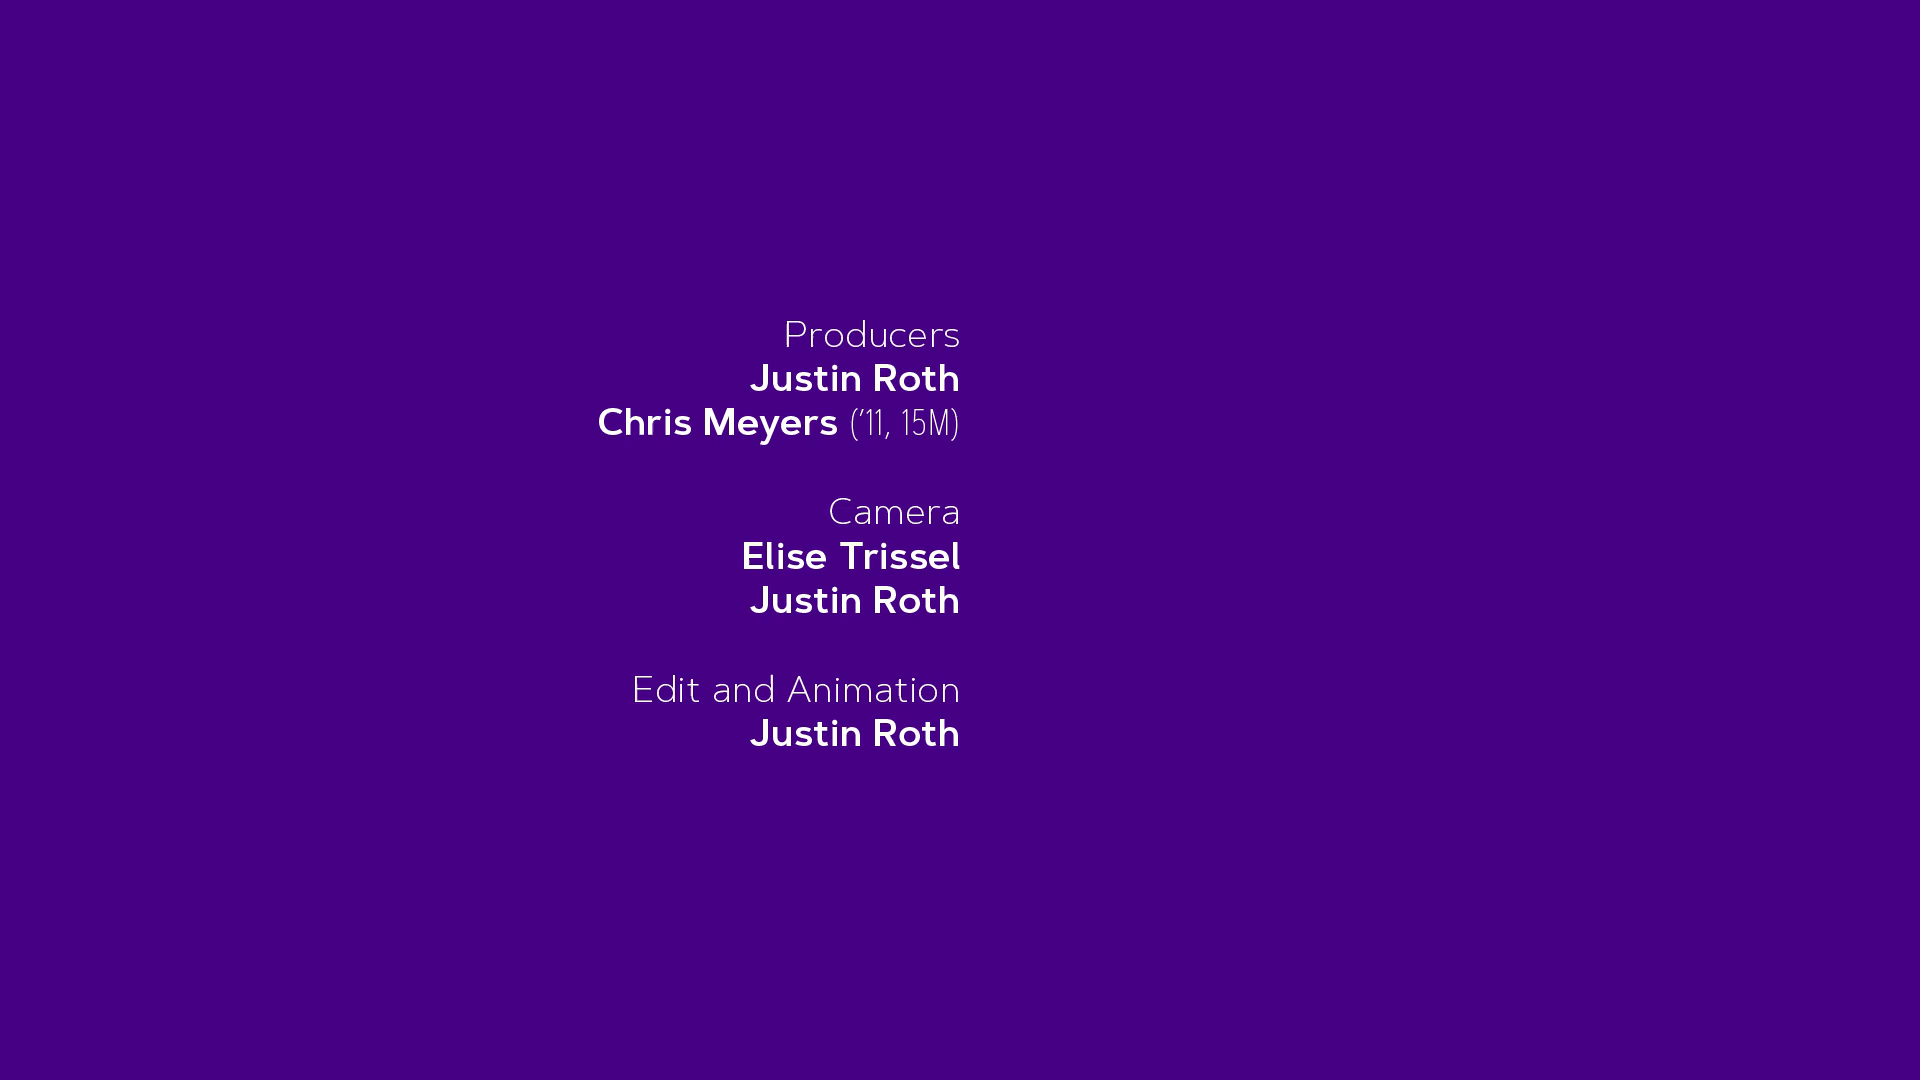 Producers
Justin Roth
Chris Meyers (’11, 15M)
Camera
Elise Trissel
Justin Roth
Edit and Animation
Justin Roth